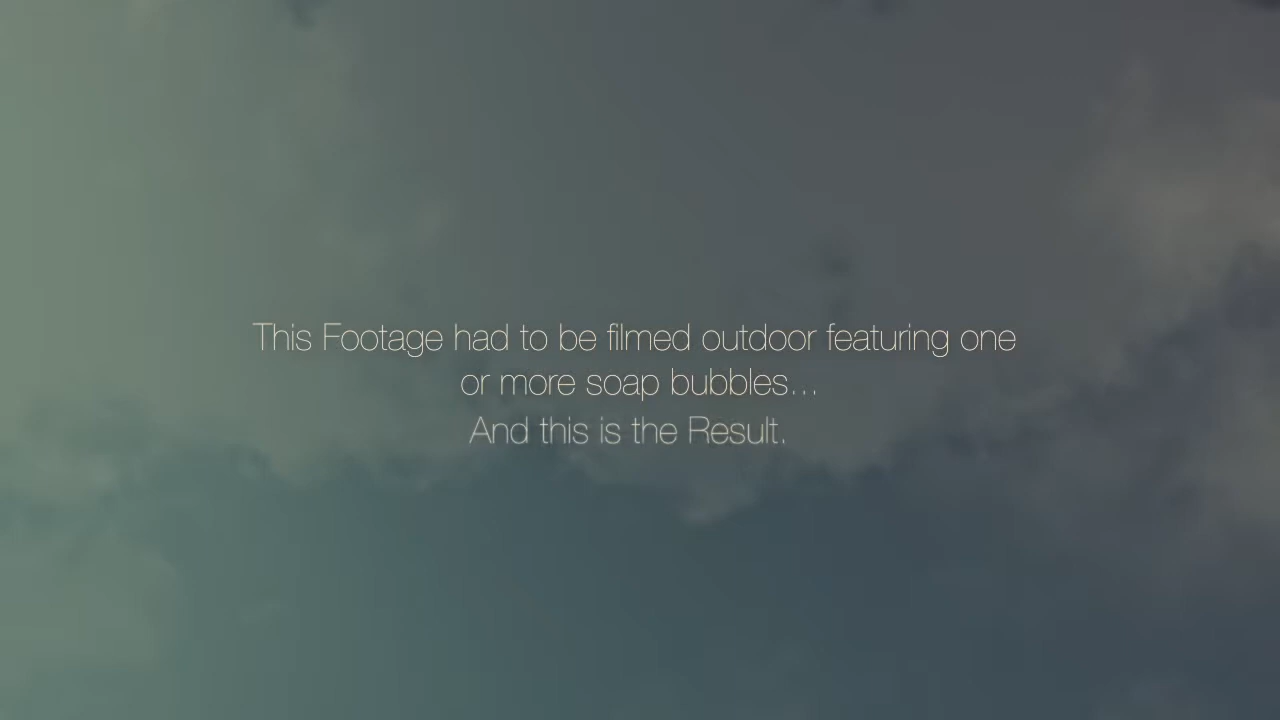 This Footage had to be filmed outdoor featuring one
or more soap bubbles...
And this is the Result.